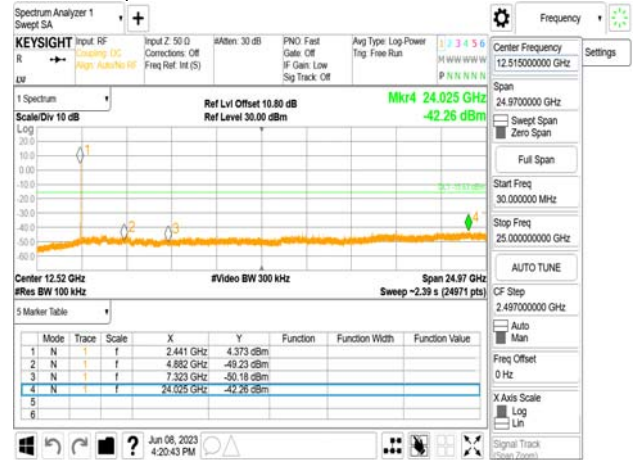 Spectrum Analyzer 1
Swept SA
Frequency
KEYSIGHT
R
Input: RF
Coupling: DC
Align: Auto/No RF
Input Z: 50 Ω
Corrections: Off
Freq Ref: Int (S)
#Atten: 30 dB
PNO: Fast
Gate: Off
IF Gain: Low
Sig Track: Off
Avg Type: Log-Power
Trig: Free Run
1 2 3 4 5 6
M W W W W W
P N N N N N
1 Spectrum
Scale/Div 10 dB
Ref Lvl Offset 10.80 dB
Ref Level 30.00 dBm
Mkr4 24.025 GHz
-42.26 dBm
Log
20.0
10.0
0.00
-10.0
-20.0
-30.0
-40.0
-50.0
-60.0
1
2
3
4
Center 12.52 GHz
#Res BW 100 kHz
#Video BW 300 kHz
Span 24.97 GHz
Sweep ~2.39 s (24971 pts)
5 Marker Table
Mode Trace Scale X Y Function Function Width Function Value
1 N 1 f 2.441 GHz 4.373 dBm
2 N 1 f 4.882 GHz -49.23 dBm
3 N 1 f 7.323 GHz -50.18 dBm
4 N 1 f 24.025 GHz -42.26 dBm
5
6
Jun 08, 2023
4:20:43 PM
Center Frequency
12.515000000 GHz
Settings
Span
24.9700000 GHz
Swept Span
Zero Span
Full Span
Start Freq
30.000000 MHz
Stop Freq
25.000000000 GHz
AUTO TUNE
CF Step
2.497000000 GHz
Auto
Man
Freq Offset
0 Hz
X Axis Scale
Log
Lin
Signal Track
(Span Zoom)